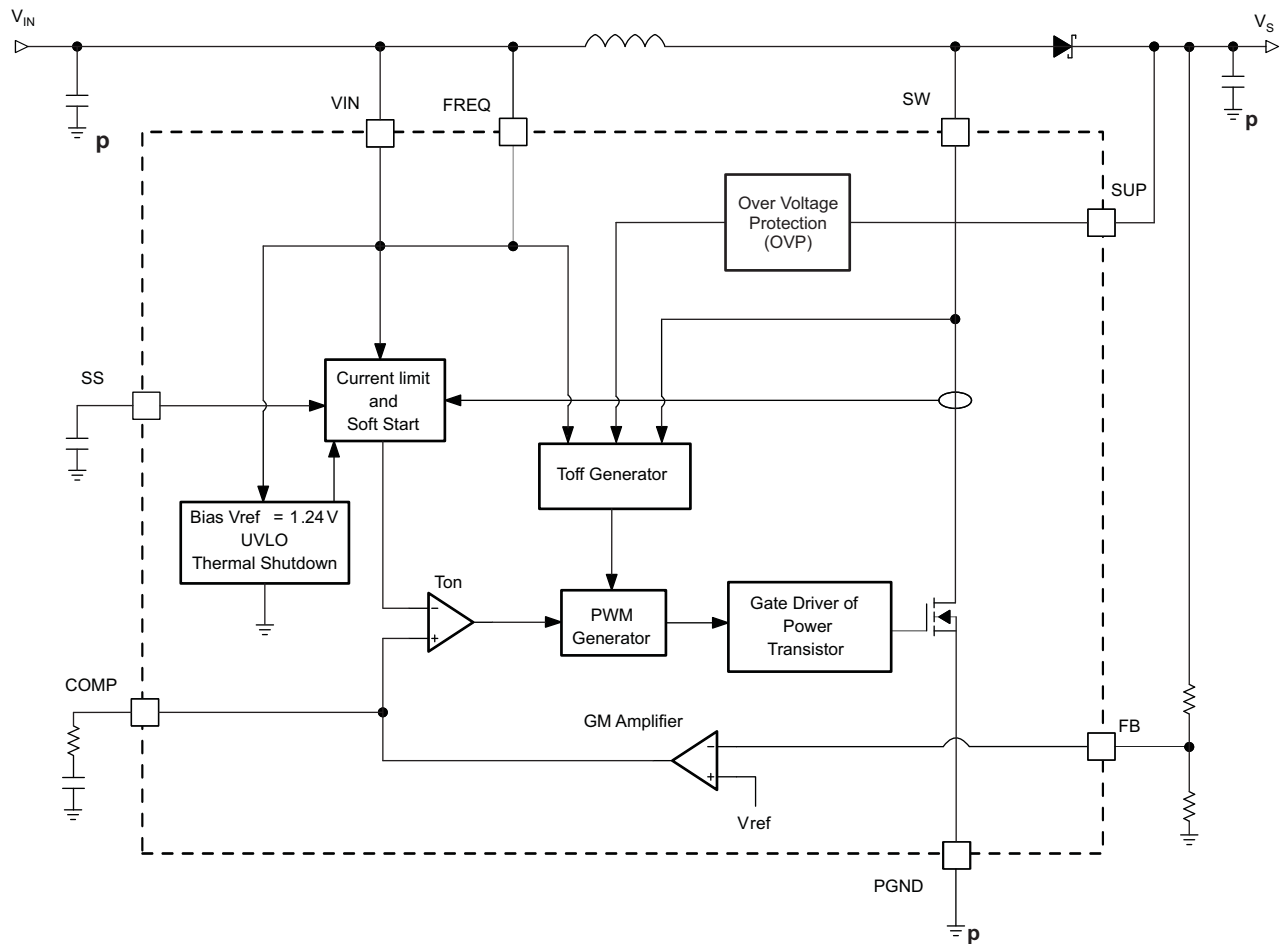 VIN
VS
VIN
FREQ
SW
p
p
SUP
Over Voltage
Protection
(OVP)
SS
Current limit
and
Soft Start
Toff Generator
Bias Vref = 1.24 V
UVLO
Thermal Shutdown
Ton
−
+
PWM
Generator
Gate Driver of
Power
Transistor
COMP
GM Amplifier
FB
−
+
Vref
PGND
p